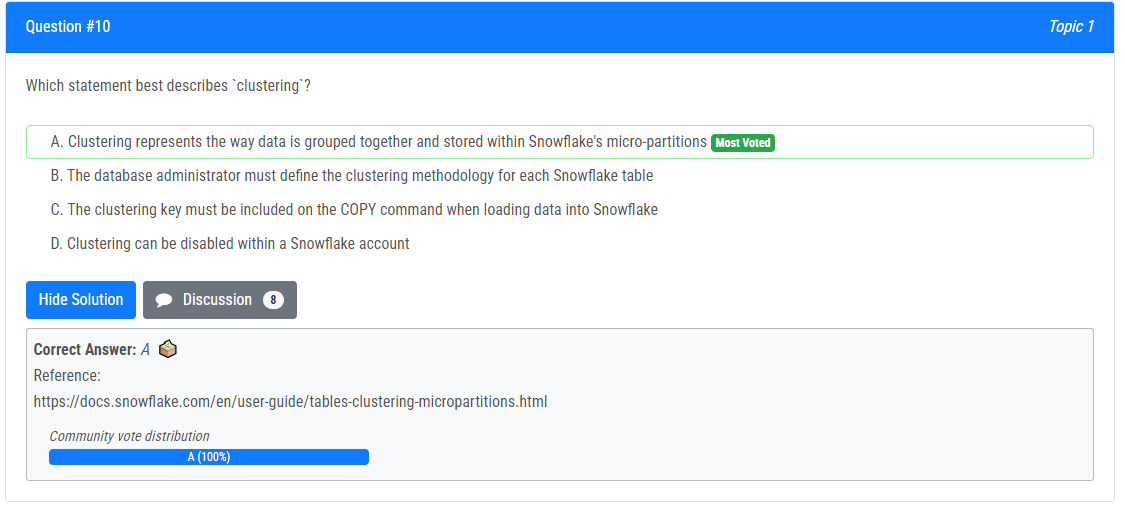 Question #10
Topic 1
Which statement best describes `clustering`?
A. Clustering represents the way data is grouped together and stored within Snowflake's micro-partitions Most Voted
B. The database administrator must define the clustering methodology for each Snowflake table
C. The clustering key must be included on the COPY command when loading data into Snowflake
D. Clustering can be disabled within a Snowflake account
Hide Solution
Discussion 8
Correct Answer: A
Reference:
https://docs.snowflake.com/en/user-guide/tables-clustering-micropartitions.html
Community vote distribution
A (100%)